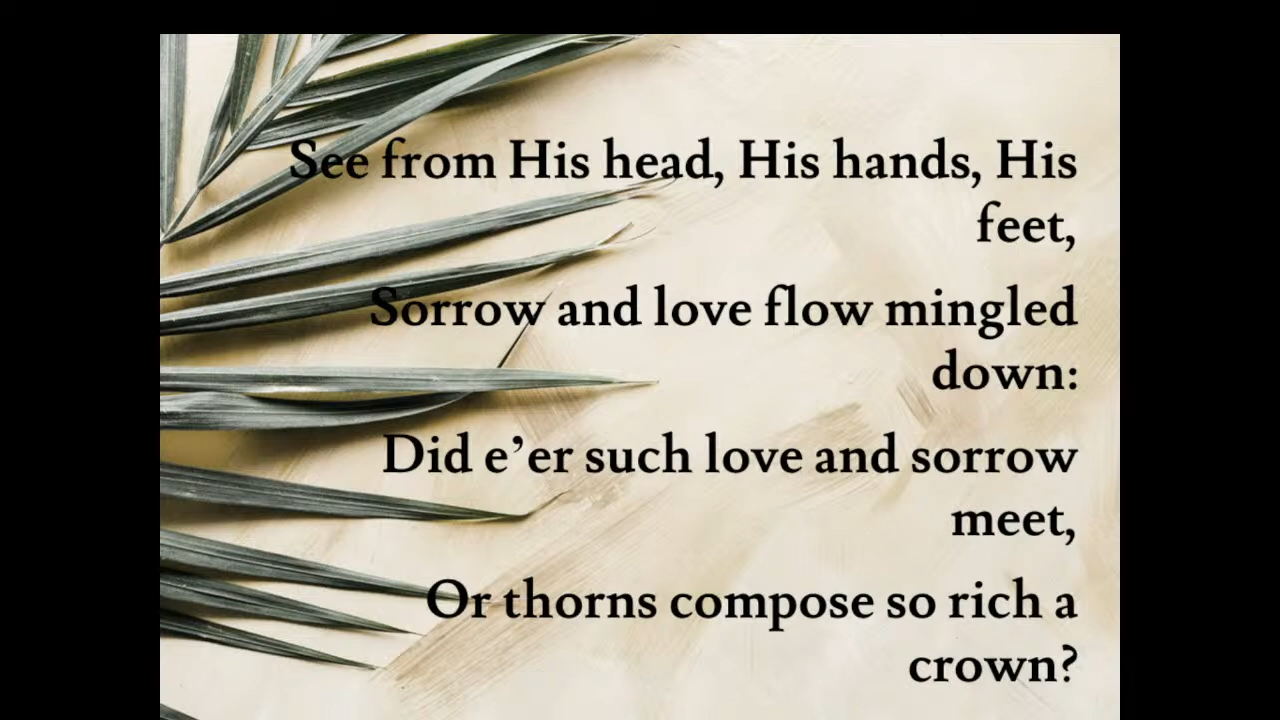 See from His head, His hands, His
feet,
Sorrow and love flow mingled
down:
Did e’er such love and sorrow
meet,
Or thorns compose so rich a
crown?